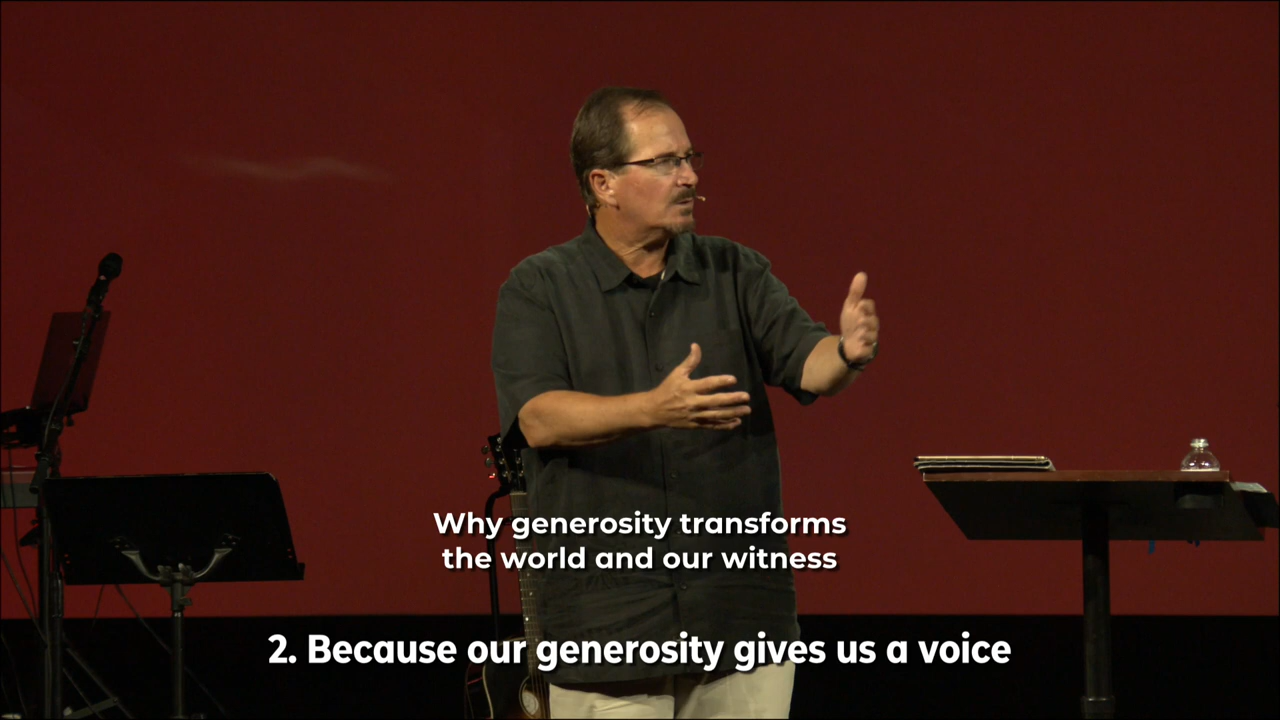 Why generosity transforms
the world and our witness
2. Because our generosity gives us a voice